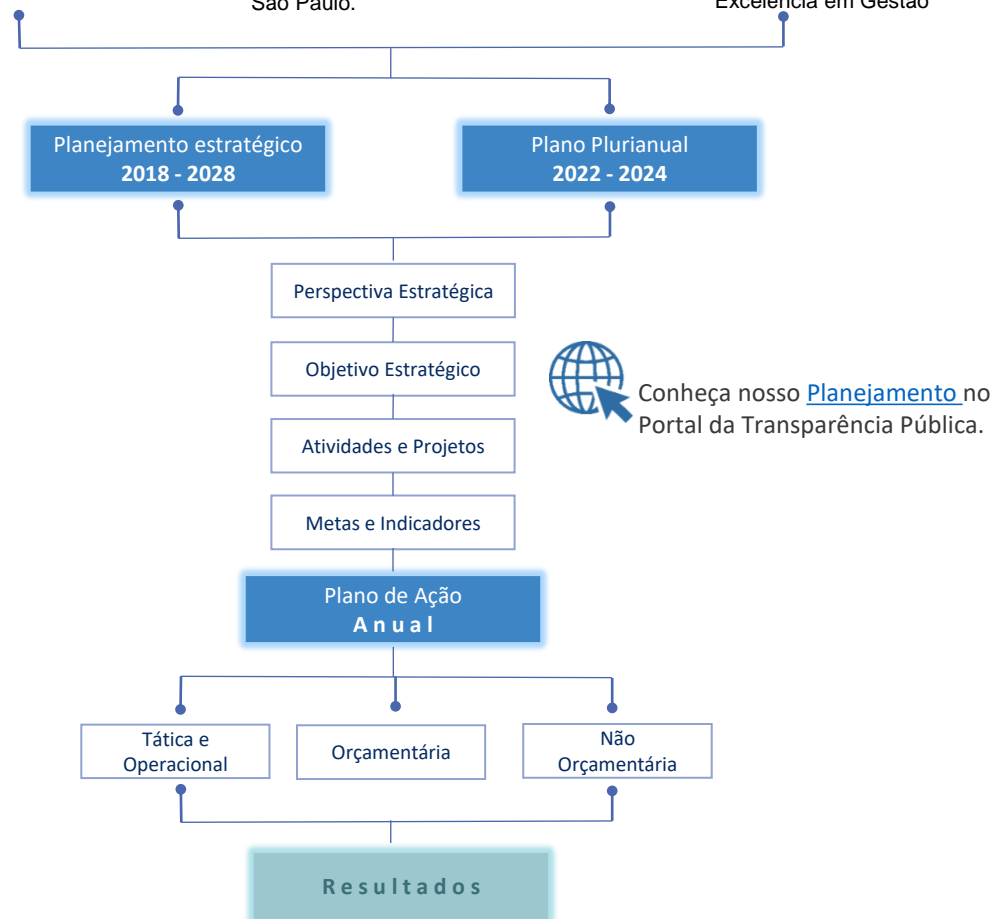 São Paulo.
Excelência em Gestão
Planejamento estratégico
2018 - 2028
Plano Plurianual
2022 - 2024
Perspectiva Estratégica
Objetivo Estratégico
Conheça nosso Planejamento no
Portal da Transparência Pública.
Atividades e Projetos
Metas e Indicadores
Plano de Ação
Anual
Tática e
Operacional
Orçamentária
Não
Orçamentária
Resultados